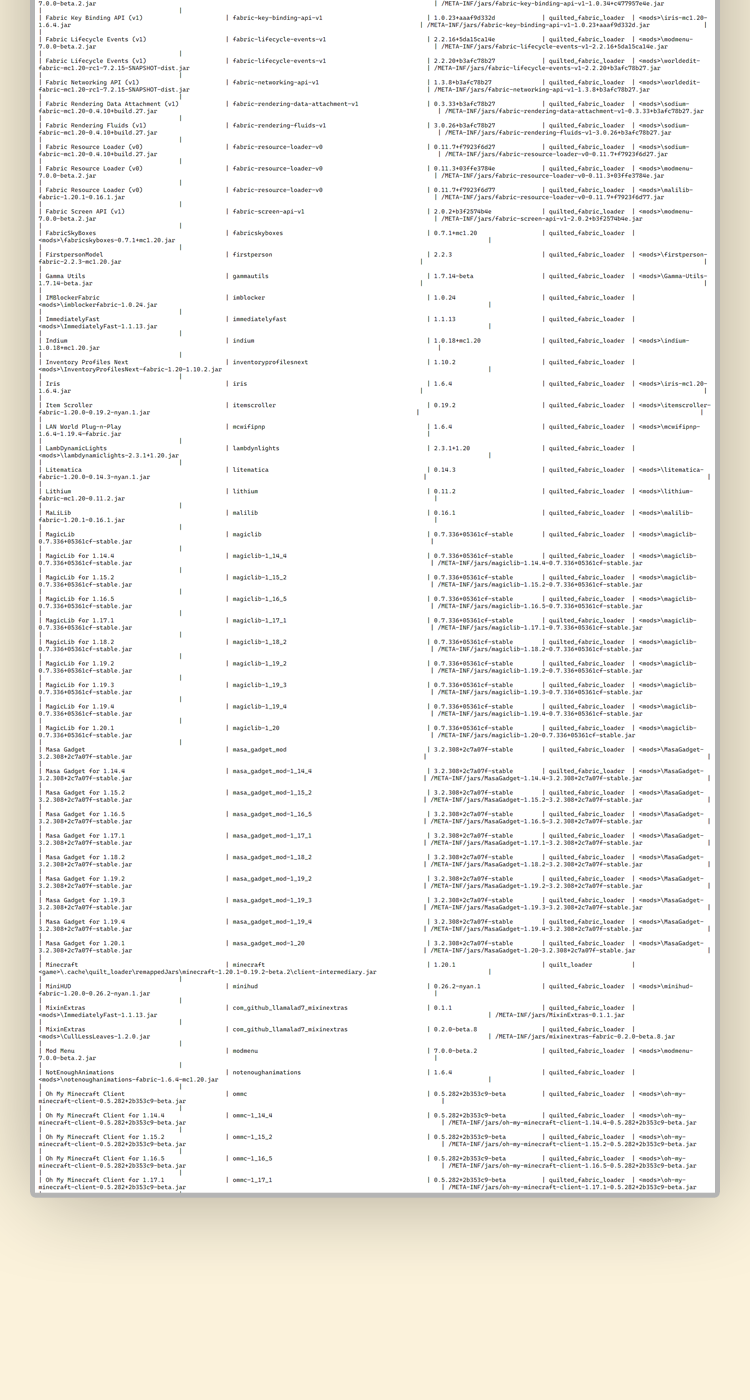 7.0.0-beta.2.jar | /META-INF/jars/fabric-key-binding-api-v1-1.0.34+c477957e4e.jar
|
| Fabric Key Binding API (v1) | fabric-key-binding-api-v1 | 1.0.23+aaaf9d332d | quilted_fabric_loader | <mods>\iris-mc1.20-
1.6.4.jar | /META-INF/jars/fabric-key-binding-api-v1-1.0.23+aaaf9d332d.jar |
|
| Fabric Lifecycle Events (v1) | fabric-lifecycle-events-v1 | 2.2.16+5da15ca14e | quilted_fabric_loader | <mods>\modmenu-
7.0.0-beta.2.jar | /META-INF/jars/fabric-lifecycle-events-v1-2.2.16+5da15ca14e.jar
|
| Fabric Lifecycle Events (v1) | fabric-lifecycle-events-v1 | 2.2.20+b3afc78b27 | quilted_fabric_loader | <mods>\worldedit-
fabric-mc1.20-rc1-7.2.15-SNAPSHOT-dist.jar | /META-INF/jars/fabric-lifecycle-events-v1-2.2.20+b3afc78b27.jar
|
| Fabric Networking API (v1) | fabric-networking-api-v1 | 1.3.8+b3afc78b27 | quilted_fabric_loader | <mods>\worldedit-
fabric-mc1.20-rc1-7.2.15-SNAPSHOT-dist.jar | /META-INF/jars/fabric-networking-api-v1-1.3.8+b3afc78b27.jar
|
| Fabric Rendering Data Attachment (v1) | fabric-rendering-data-attachment-v1 | 0.3.33+b3afc78b27 | quilted_fabric_loader | <mods>\sodium-
fabric-mc1.20-0.4.10+build.27.jar | /META-INF/jars/fabric-rendering-data-attachment-v1-0.3.33+b3afc78b27.jar
|
| Fabric Rendering Fluids (v1) | fabric-rendering-fluids-v1 | 3.0.26+b3afc78b27 | quilted_fabric_loader | <mods>\sodium-
fabric-mc1.20-0.4.10+build.27.jar | /META-INF/jars/fabric-rendering-fluids-v1-3.0.26+b3afc78b27.jar
|
| Fabric Resource Loader (v0) | fabric-resource-loader-v0 | 0.11.7+f7923f6d27 | quilted_fabric_loader | <mods>\sodium-
fabric-mc1.20-0.4.10+build.27.jar | /META-INF/jars/fabric-resource-loader-v0-0.11.7+f7923f6d27.jar
|
| Fabric Resource Loader (v0) | fabric-resource-loader-v0 | 0.11.3+03ffe3784e | quilted_fabric_loader | <mods>\modmenu-
7.0.0-beta.2.jar | /META-INF/jars/fabric-resource-loader-v0-0.11.3+03ffe3784e.jar
|
| Fabric Resource Loader (v0) | fabric-resource-loader-v0 | 0.11.7+f7923f6d77 | quilted_fabric_loader | <mods>\malilib-
fabric-1.20.1-0.16.1.jar | /META-INF/jars/fabric-resource-loader-v0-0.11.7+f7923f6d77.jar
|
| Fabric Screen API (v1) | fabric-screen-api-v1 | 2.0.2+b3f2574b4e | quilted_fabric_loader | <mods>\modmenu-
7.0.0-beta.2.jar | /META-INF/jars/fabric-screen-api-v1-2.0.2+b3f2574b4e.jar
|
| FabricSkyBoxes | fabricskyboxes | 0.7.1+mc1.20 | quilted_fabric_loader |
<mods>\fabricskyboxes-0.7.1+mc1.20.jar |
|
| FirstpersonModel | firstperson | 2.2.3 | quilted_fabric_loader | <mods>\firstperson-
fabric-2.2.3-mc1.20.jar | |
|
| Gamma Utils | gammautils | 1.7.14-beta | quilted_fabric_loader | <mods>\Gamma-Utils-
1.7.14-beta.jar | |
|
| IMBlockerFabric | imblocker | 1.0.24 | quilted_fabric_loader |
<mods>\imblockerfabric-1.0.24.jar |
|
| ImmediatelyFast | immediatelyfast | 1.1.13 | quilted_fabric_loader |
<mods>\ImmediatelyFast-1.1.13.jar |
|
| Indium | indium | 1.0.18+mc1.20 | quilted_fabric_loader | <mods>\indium-
1.0.18+mc1.20.jar |
|
| Inventory Profiles Next | inventoryprofilesnext | 1.10.2 | quilted_fabric_loader |
<mods>\InventoryProfilesNext-fabric-1.20-1.10.2.jar |
|
| Iris | iris | 1.6.4 | quilted_fabric_loader | <mods>\iris-mc1.20-
1.6.4.jar | |
|
| Item Scroller | itemscroller | 0.19.2 | quilted_fabric_loader | <mods>\itemscroller-
fabric-1.20.0-0.19.2-nyan.1.jar | |
|
| LAN World Plug-n-Play | mcwifipnp | 1.6.4 | quilted_fabric_loader | <mods>\mcwifipnp-
1.6.4-1.19.4-fabric.jar |
|
| LambDynamicLights | lambdynlights | 2.3.1+1.20 | quilted_fabric_loader |
<mods>\lambdynamiclights-2.3.1+1.20.jar |
|
| Litematica | litematica | 0.14.3 | quilted_fabric_loader | <mods>\litematica-
fabric-1.20.0-0.14.3-nyan.1.jar | |
|
| Lithium | lithium | 0.11.2 | quilted_fabric_loader | <mods>\lithium-
fabric-mc1.20-0.11.2.jar |
|
| MaLiLib | malilib | 0.16.1 | quilted_fabric_loader | <mods>\malilib-
fabric-1.20.1-0.16.1.jar |
|
| MagicLib | magiclib | 0.7.336+05361cf-stable | quilted_fabric_loader | <mods>\magiclib-
0.7.336+05361cf-stable.jar |
|
| MagicLib for 1.14.4 | magiclib-1_14_4 | 0.7.336+05361cf-stable | quilted_fabric_loader | <mods>\magiclib-
0.7.336+05361cf-stable.jar | /META-INF/jars/magiclib-1.14.4-0.7.336+05361cf-stable.jar
|
| MagicLib for 1.15.2 | magiclib-1_15_2 | 0.7.336+05361cf-stable | quilted_fabric_loader | <mods>\magiclib-
0.7.336+05361cf-stable.jar | /META-INF/jars/magiclib-1.15.2-0.7.336+05361cf-stable.jar
|
| MagicLib for 1.16.5 | magiclib-1_16_5 | 0.7.336+05361cf-stable | quilted_fabric_loader | <mods>\magiclib-
0.7.336+05361cf-stable.jar | /META-INF/jars/magiclib-1.16.5-0.7.336+05361cf-stable.jar
|
| MagicLib for 1.17.1 | magiclib-1_17_1 | 0.7.336+05361cf-stable | quilted_fabric_loader | <mods>\magiclib-
0.7.336+05361cf-stable.jar | /META-INF/jars/magiclib-1.17.1-0.7.336+05361cf-stable.jar
|
| MagicLib for 1.18.2 | magiclib-1_18_2 | 0.7.336+05361cf-stable | quilted_fabric_loader | <mods>\magiclib-
0.7.336+05361cf-stable.jar | /META-INF/jars/magiclib-1.18.2-0.7.336+05361cf-stable.jar
|
| MagicLib for 1.19.2 | magiclib-1_19_2 | 0.7.336+05361cf-stable | quilted_fabric_loader | <mods>\magiclib-
0.7.336+05361cf-stable.jar | /META-INF/jars/magiclib-1.19.2-0.7.336+05361cf-stable.jar
|
| MagicLib for 1.19.3 | magiclib-1_19_3 | 0.7.336+05361cf-stable | quilted_fabric_loader | <mods>\magiclib-
0.7.336+05361cf-stable.jar | /META-INF/jars/magiclib-1.19.3-0.7.336+05361cf-stable.jar
|
| MagicLib for 1.19.4 | magiclib-1_19_4 | 0.7.336+05361cf-stable | quilted_fabric_loader | <mods>\magiclib-
0.7.336+05361cf-stable.jar | /META-INF/jars/magiclib-1.19.4-0.7.336+05361cf-stable.jar
|
| MagicLib for 1.20.1 | magiclib-1_20 | 0.7.336+05361cf-stable | quilted_fabric_loader | <mods>\magiclib-
0.7.336+05361cf-stable.jar | /META-INF/jars/magiclib-1.20-0.7.336+05361cf-stable.jar
|
| Masa Gadget | masa_gadget_mod | 3.2.308+2c7a07f-stable | quilted_fabric_loader | <mods>\MasaGadget-
3.2.308+2c7a07f-stable.jar | |
|
| Masa Gadget for 1.14.4 | masa_gadget_mod-1_14_4 | 3.2.308+2c7a07f-stable | quilted_fabric_loader | <mods>\MasaGadget-
3.2.308+2c7a07f-stable.jar | /META-INF/jars/MasaGadget-1.14.4-3.2.308+2c7a07f-stable.jar |
|
| Masa Gadget for 1.15.2 | masa_gadget_mod-1_15_2 | 3.2.308+2c7a07f-stable | quilted_fabric_loader | <mods>\MasaGadget-
3.2.308+2c7a07f-stable.jar | /META-INF/jars/MasaGadget-1.15.2-3.2.308+2c7a07f-stable.jar |
|
| Masa Gadget for 1.16.5 | masa_gadget_mod-1_16_5 | 3.2.308+2c7a07f-stable | quilted_fabric_loader | <mods>\MasaGadget-
3.2.308+2c7a07f-stable.jar | /META-INF/jars/MasaGadget-1.16.5-3.2.308+2c7a07f-stable.jar |
|
| Masa Gadget for 1.17.1 | masa_gadget_mod-1_17_1 | 3.2.308+2c7a07f-stable | quilted_fabric_loader | <mods>\MasaGadget-
3.2.308+2c7a07f-stable.jar | /META-INF/jars/MasaGadget-1.17.1-3.2.308+2c7a07f-stable.jar |
|
| Masa Gadget for 1.18.2 | masa_gadget_mod-1_18_2 | 3.2.308+2c7a07f-stable | quilted_fabric_loader | <mods>\MasaGadget-
3.2.308+2c7a07f-stable.jar | /META-INF/jars/MasaGadget-1.18.2-3.2.308+2c7a07f-stable.jar |
|
| Masa Gadget for 1.19.2 | masa_gadget_mod-1_19_2 | 3.2.308+2c7a07f-stable | quilted_fabric_loader | <mods>\MasaGadget-
3.2.308+2c7a07f-stable.jar | /META-INF/jars/MasaGadget-1.19.2-3.2.308+2c7a07f-stable.jar |
|
| Masa Gadget for 1.19.3 | masa_gadget_mod-1_19_3 | 3.2.308+2c7a07f-stable | quilted_fabric_loader | <mods>\MasaGadget-
3.2.308+2c7a07f-stable.jar | /META-INF/jars/MasaGadget-1.19.3-3.2.308+2c7a07f-stable.jar |
|
| Masa Gadget for 1.19.4 | masa_gadget_mod-1_19_4 | 3.2.308+2c7a07f-stable | quilted_fabric_loader | <mods>\MasaGadget-
3.2.308+2c7a07f-stable.jar | /META-INF/jars/MasaGadget-1.19.4-3.2.308+2c7a07f-stable.jar |
|
| Masa Gadget for 1.20.1 | masa_gadget_mod-1_20 | 3.2.308+2c7a07f-stable | quilted_fabric_loader | <mods>\MasaGadget-
3.2.308+2c7a07f-stable.jar | /META-INF/jars/MasaGadget-1.20-3.2.308+2c7a07f-stable.jar |
|
| Minecraft | minecraft | 1.20.1 | quilt_loader |
<game>\.cache\quilt_loader\remappedJars\minecraft-1.20.1-0.19.2-beta.2\client-intermediary.jar |
|
| MiniHUD | minihud | 0.26.2-nyan.1 | quilted_fabric_loader | <mods>\minihud-
fabric-1.20.0-0.26.2-nyan.1.jar |
|
| MixinExtras | com_github_llamalad7_mixinextras | 0.1.1 | quilted_fabric_loader |
<mods>\ImmediatelyFast-1.1.13.jar | /META-INF/jars/MixinExtras-0.1.1.jar
|
| MixinExtras | com_github_llamalad7_mixinextras | 0.2.0-beta.8 | quilted_fabric_loader |
<mods>\CullLessLeaves-1.2.0.jar | /META-INF/jars/mixinextras-fabric-0.2.0-beta.8.jar
|
| Mod Menu | modmenu | 7.0.0-beta.2 | quilted_fabric_loader | <mods>\modmenu-
7.0.0-beta.2.jar |
|
| NotEnoughAnimations | notenoughanimations | 1.6.4 | quilted_fabric_loader |
<mods>\notenoughanimations-fabric-1.6.4-mc1.20.jar |
|
| Oh My Minecraft Client | ommc | 0.5.282+2b353c9-beta | quilted_fabric_loader | <mods>\oh-my-
minecraft-client-0.5.282+2b353c9-beta.jar |
|
| Oh My Minecraft Client for 1.14.4 | ommc-1_14_4 | 0.5.282+2b353c9-beta | quilted_fabric_loader | <mods>\oh-my-
minecraft-client-0.5.282+2b353c9-beta.jar | /META-INF/jars/oh-my-minecraft-client-1.14.4-0.5.282+2b353c9-beta.jar
|
| Oh My Minecraft Client for 1.15.2 | ommc-1_15_2 | 0.5.282+2b353c9-beta | quilted_fabric_loader | <mods>\oh-my-
minecraft-client-0.5.282+2b353c9-beta.jar | /META-INF/jars/oh-my-minecraft-client-1.15.2-0.5.282+2b353c9-beta.jar
|
| Oh My Minecraft Client for 1.16.5 | ommc-1_16_5 | 0.5.282+2b353c9-beta | quilted_fabric_loader | <mods>\oh-my-
minecraft-client-0.5.282+2b353c9-beta.jar | /META-INF/jars/oh-my-minecraft-client-1.16.5-0.5.282+2b353c9-beta.jar
|
| Oh My Minecraft Client for 1.17.1 | ommc-1_17_1 | 0.5.282+2b353c9-beta | quilted_fabric_loader | <mods>\oh-my-
minecraft-client-0.5.282+2b353c9-beta.jar | /META-INF/jars/oh-my-minecraft-client-1.17.1-0.5.282+2b353c9-beta.jar